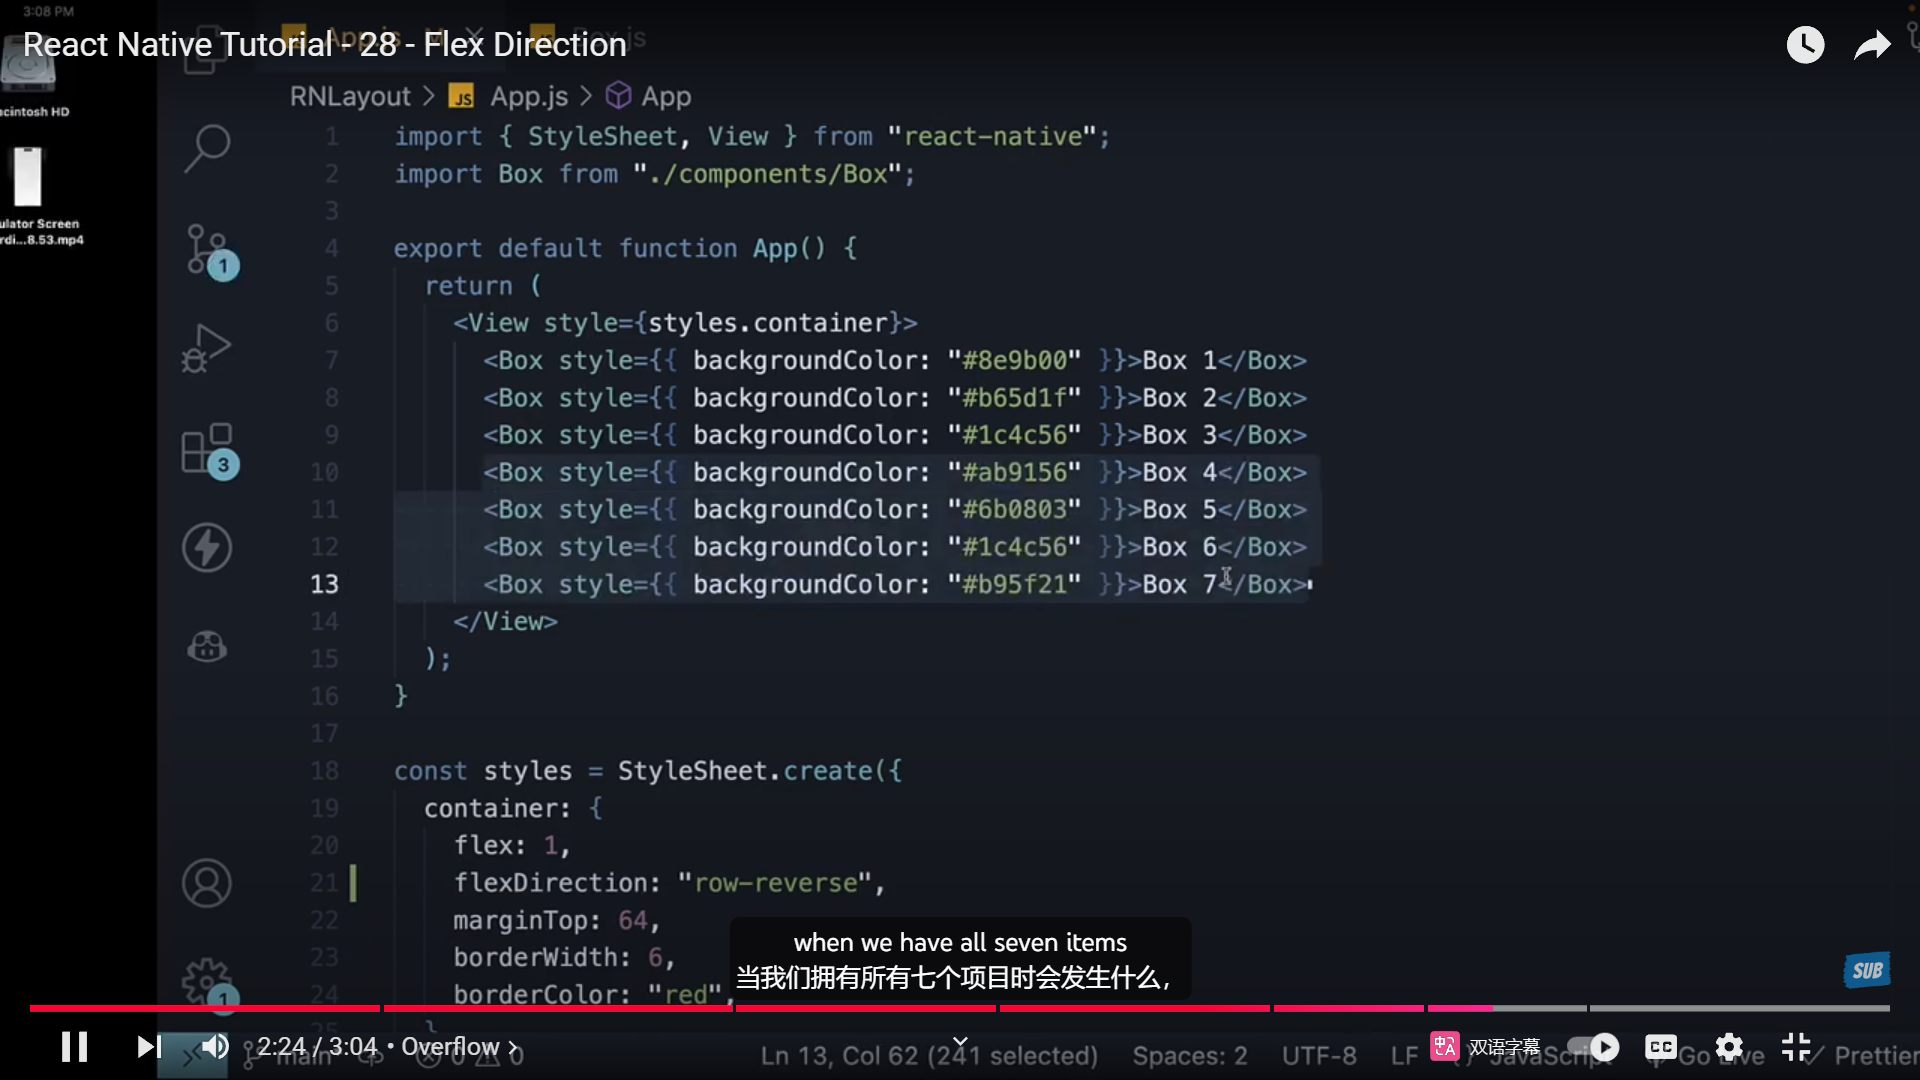 3:08 PM
React Native Tutorial - 28 - Flex Direction
App.js
Box.js
acintosh HD
ulator Screen
rdi...8.53.mp4
RNLayout > JS App.js > App
1 import { StyleSheet, View } from "react-native";
2 import Box from "./components/Box";
3
4 export default function App() {
5 return (
6 <View style={styles.container}>
7 <Box style={{ backgroundColor: "#8e9b00" }}>Box 1</Box>
8 <Box style={{ backgroundColor: "#b65d1f" }}>Box 2</Box>
9 <Box style={{ backgroundColor: "#1c4c56" }}>Box 3</Box>
10 <Box style={{ backgroundColor: "#ab9156" }}>Box 4</Box>
11 <Box style={{ backgroundColor: "#6b0803" }}>Box 5</Box>
12 <Box style={{ backgroundColor: "#1c4c56" }}>Box 6</Box>
13 <Box style={{ backgroundColor: "#b95f21" }}>Box 7</Box>
14 </View>
15 );
16 }
17
18 const styles = StyleSheet.create({
19 container: {
20 flex: 1,
21 flexDirection: "row-reverse",
22 marginTop: 64,
23 borderWidth: 6,
24 borderColor: "red",
25 }
1
3
1
when we have all seven items
当我们拥有所有七个项目时会发生什么,
SUB
2:24 / 3:04 • Overflow >
main
0
0
Ln 13, Col 62 (241 selected)
Spaces: 2
UTF-8
LF
JavaScript
双语字幕
CC
Go Live
Prettier